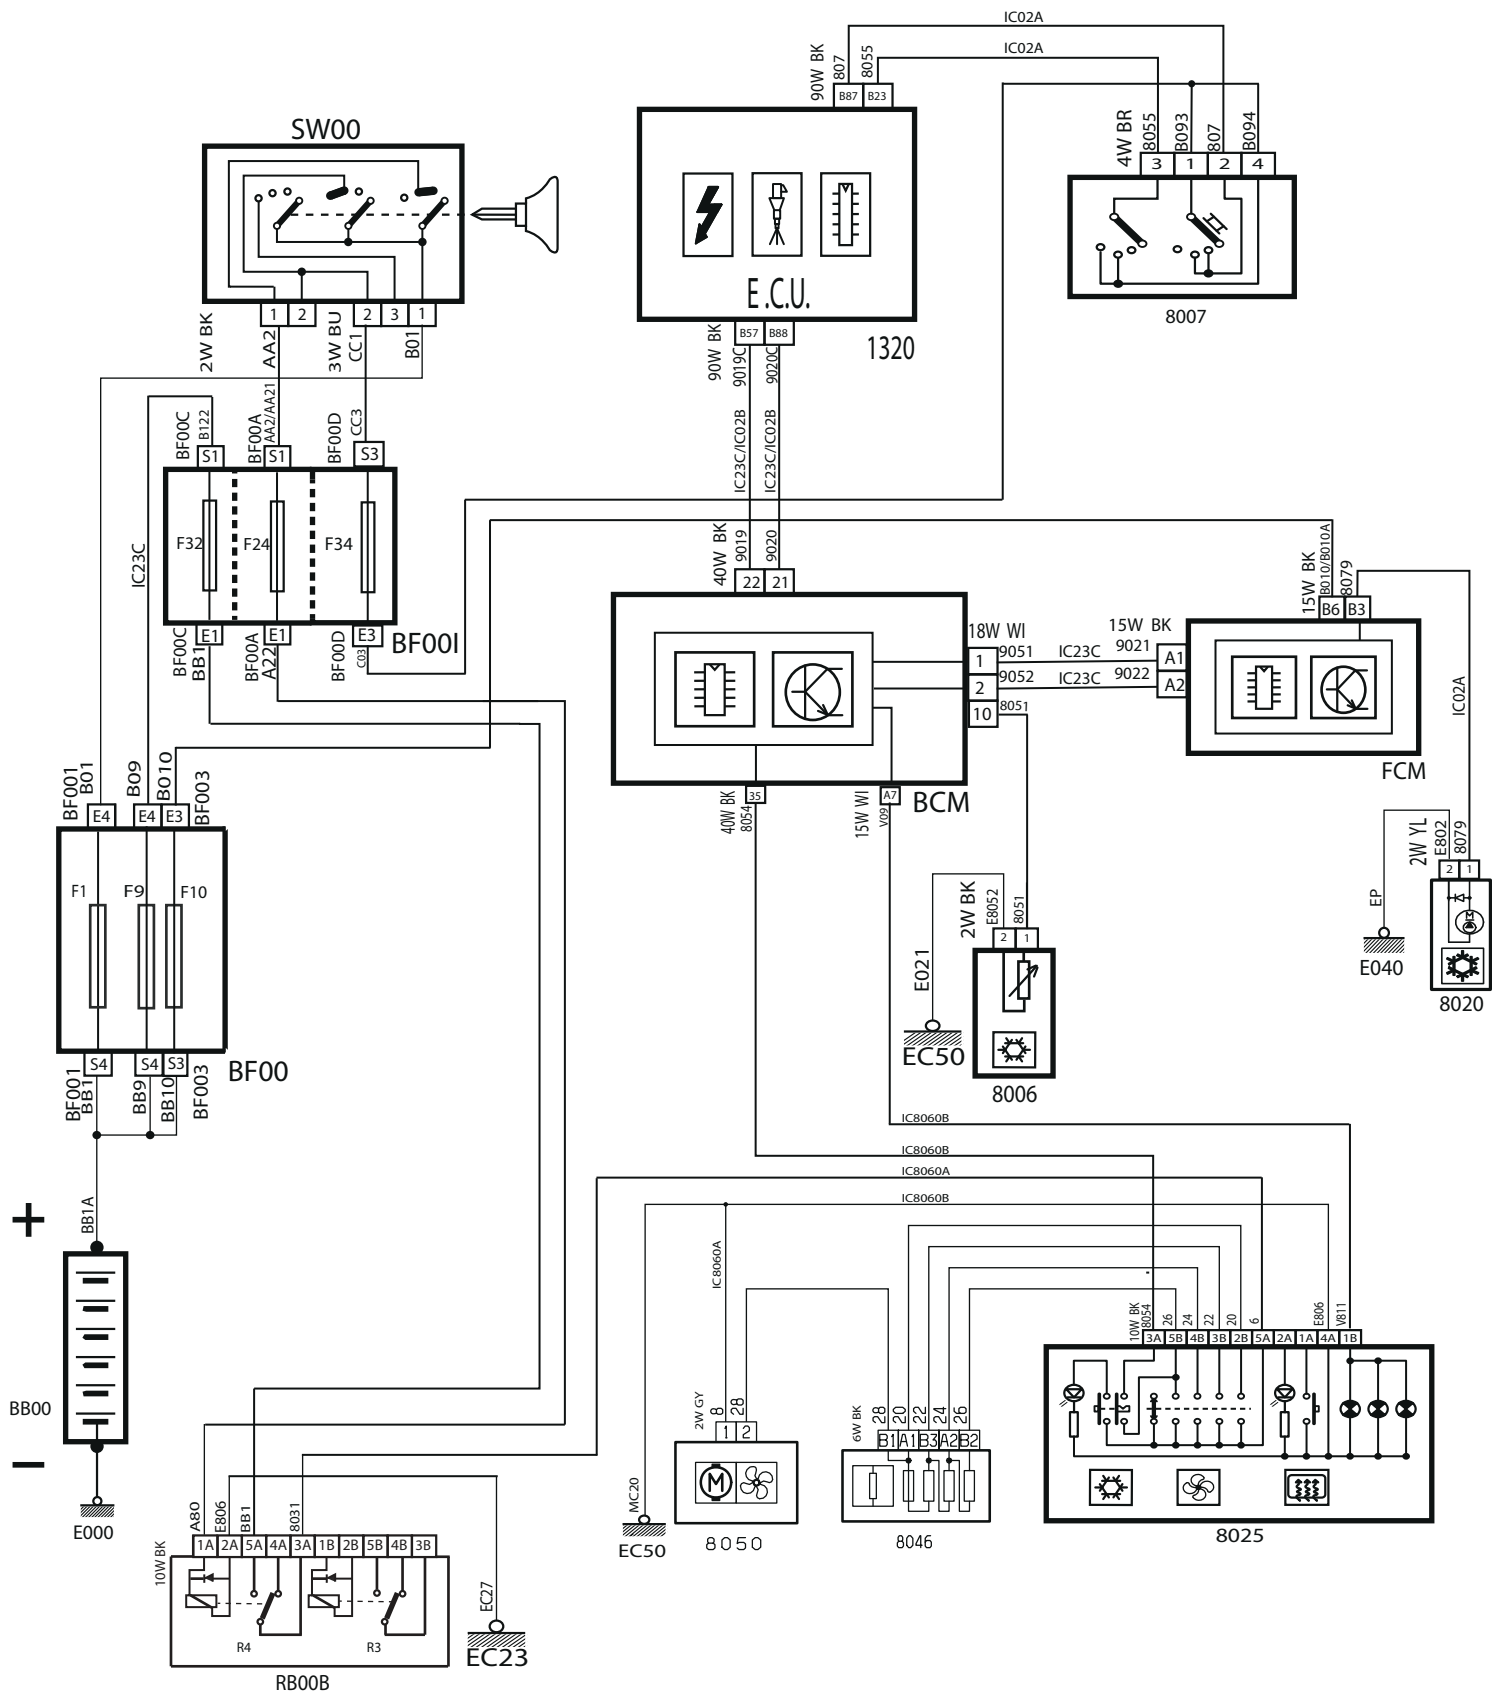 IC02A
IC02A
90W BK
807
8055
B87
B23
SW00
4W BR
8055
B093
807
B094
3
1
2
4
E.C.U.
8007
1
2
2
3
1
2W BK
AA2
3W BU
CC1
B01
B57
B88
90W BK
9019C
9020C
1320
IC23C/IC02B
IC23C/IC02B
BF00C
B122
BF00A
AA2/AA21
BF00D
CC3
S1
S1
S3
IC23C
F32
F24
F34
40W BK
9019
9020
22
21
15W BK
B010/B010A
8079
B6
B3
E1
E1
E3
BF00I
BF00C
BB1
BF00A
A22
BF00D
C03
18W WI
9051
IC23C
9052
IC23C
8051
1
2
10
15W BK
9021
9022
A1
A2
FCM
IC02A
BCM
35
A7
40W BK
8054
15W WI
V09
BF001
B01
B09
B010
BF003
E4
E4
E3
F1
F9
F10
S4
S4
S3
BF00
BF001
BB1
BB9
BB10
BF003
2W YL
E802
8079
2
1
EP
E040
8020
2W BK
E8052
8051
2
1
E021
EC50
8006
IC8060B
IC8060B
IC8060A
IC8060B
IC8060A
BB1A
+
BB00
−
E000
10W BK
8054
26
24
22
20
6
E806
V811
3A
5B
4B
3B
2B
5A
2A
1A
4A
1B
8025
2W GY
8
28
1
2
M
8050
6W BK
28
20
22
24
26
B1
A1
B3
A2
B2
8046
MC20
EC50
10W BK
A80
E806
BB1
8031
1A
2A
5A
4A
3A
1B
2B
5B
4B
3B
R4
R3
RB00B
EC27
EC23
M